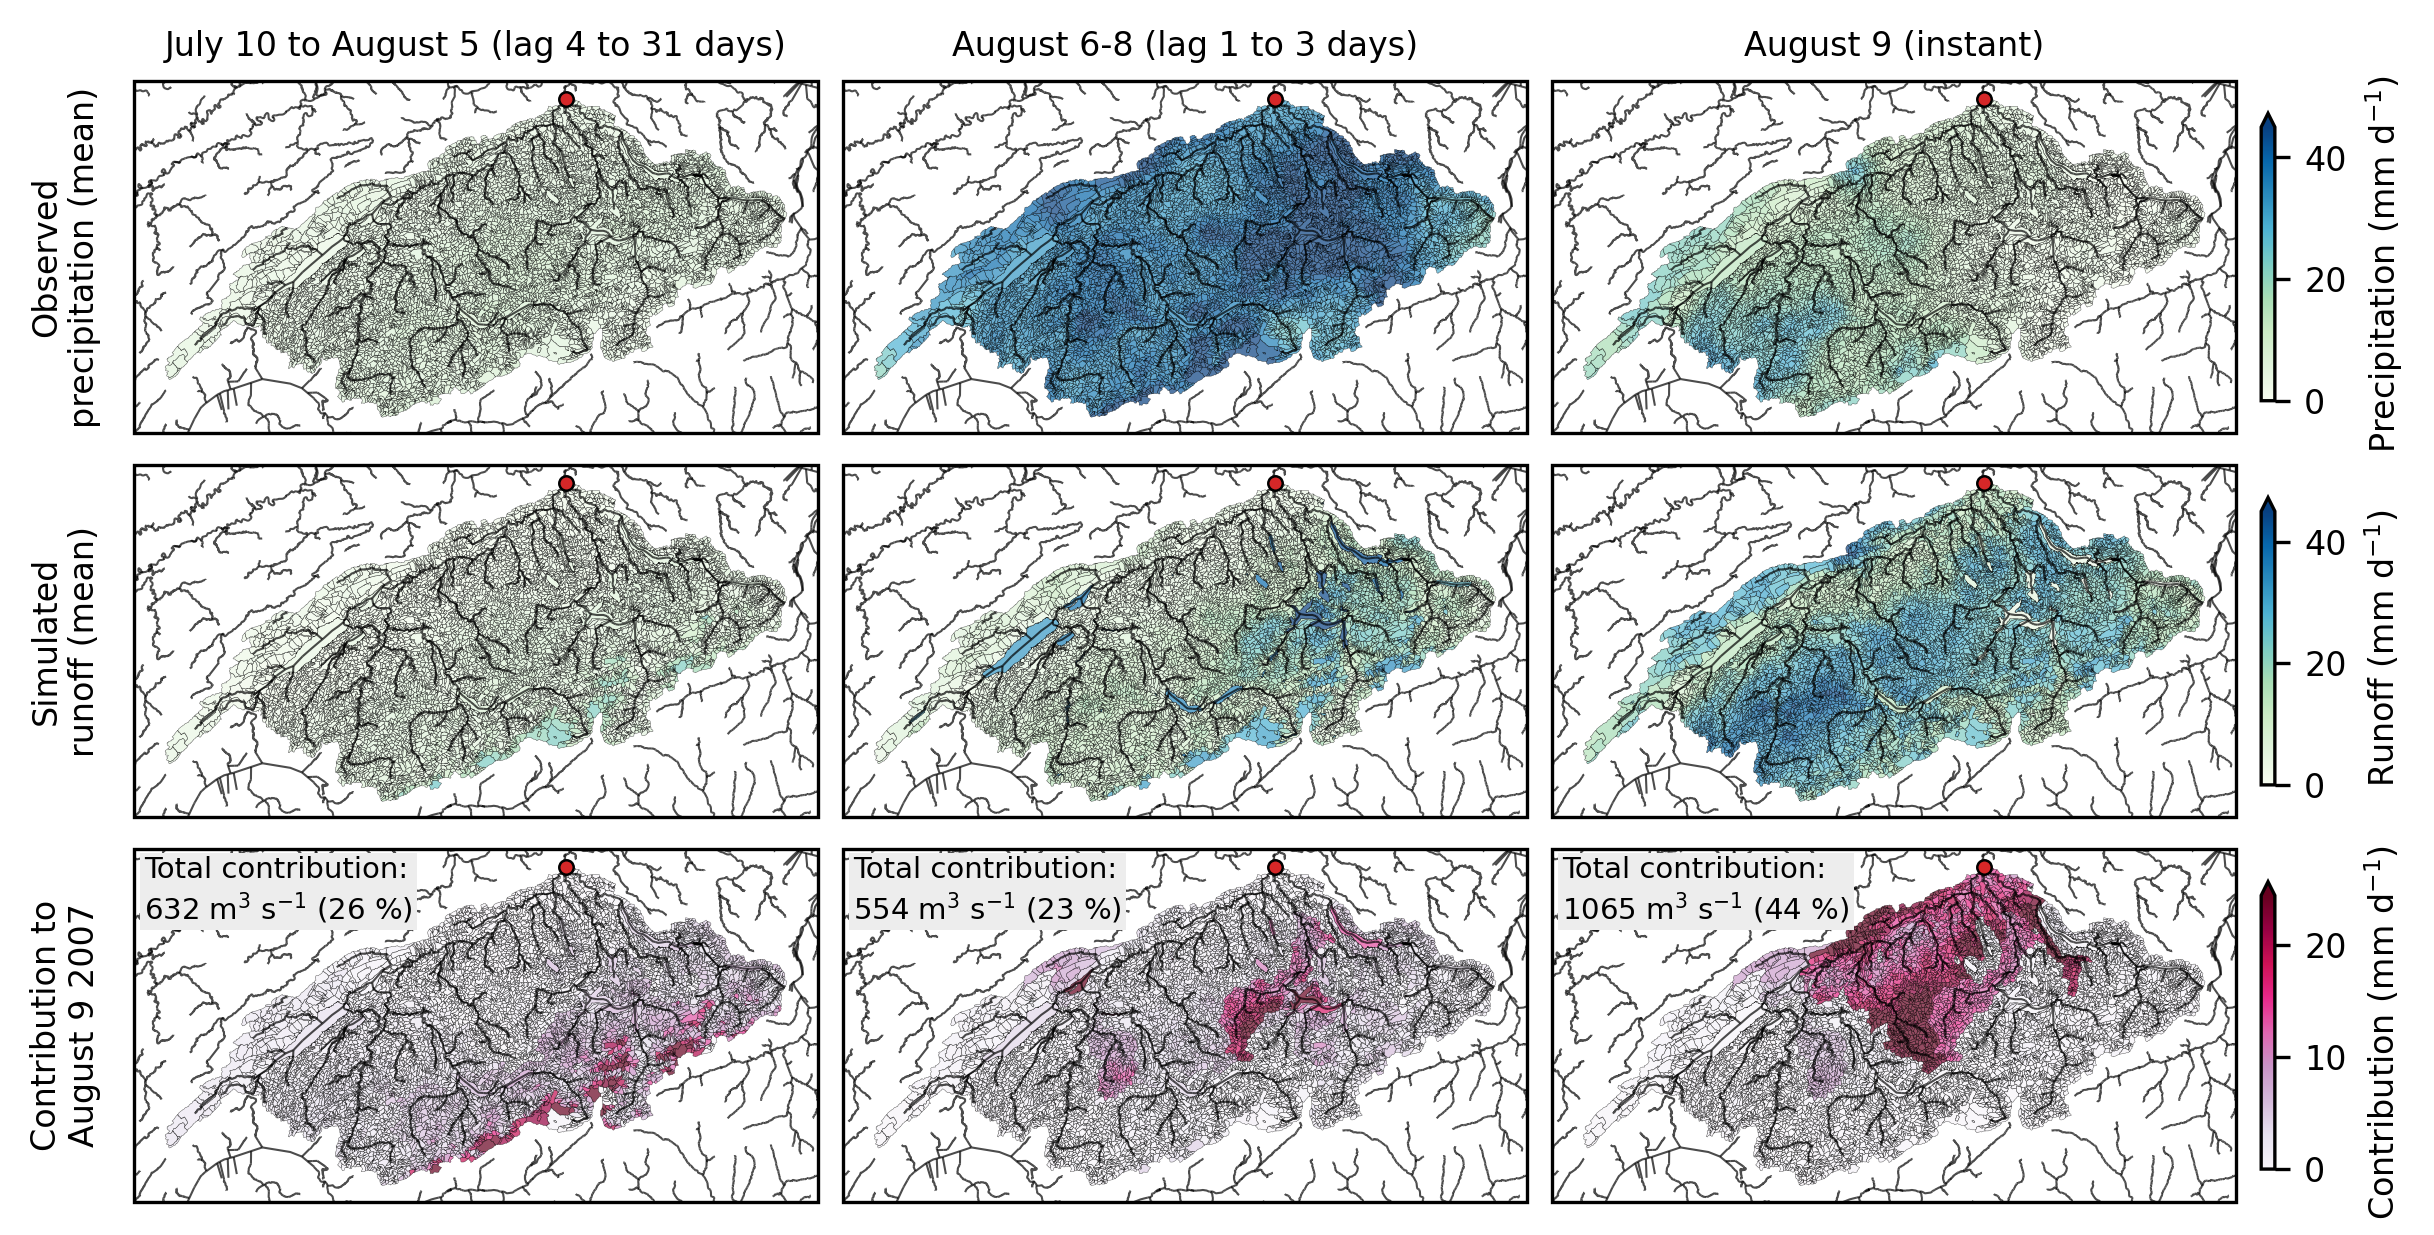 July 10 to August 5 (lag 4 to 31 days)
August 6-8 (lag 1 to 3 days)
August 9 (instant)
Observed
precipitation (mean)
40
20
0
Precipitation (mm d⁻¹)
Simulated
runoff (mean)
40
20
0
Runoff (mm d⁻¹)
Contribution to
August 9 2007
Total contribution:
632 m³ s⁻¹ (26 %)
Total contribution:
554 m³ s⁻¹ (23 %)
Total contribution:
1065 m³ s⁻¹ (44 %)
20
10
0
Contribution (mm d⁻¹)